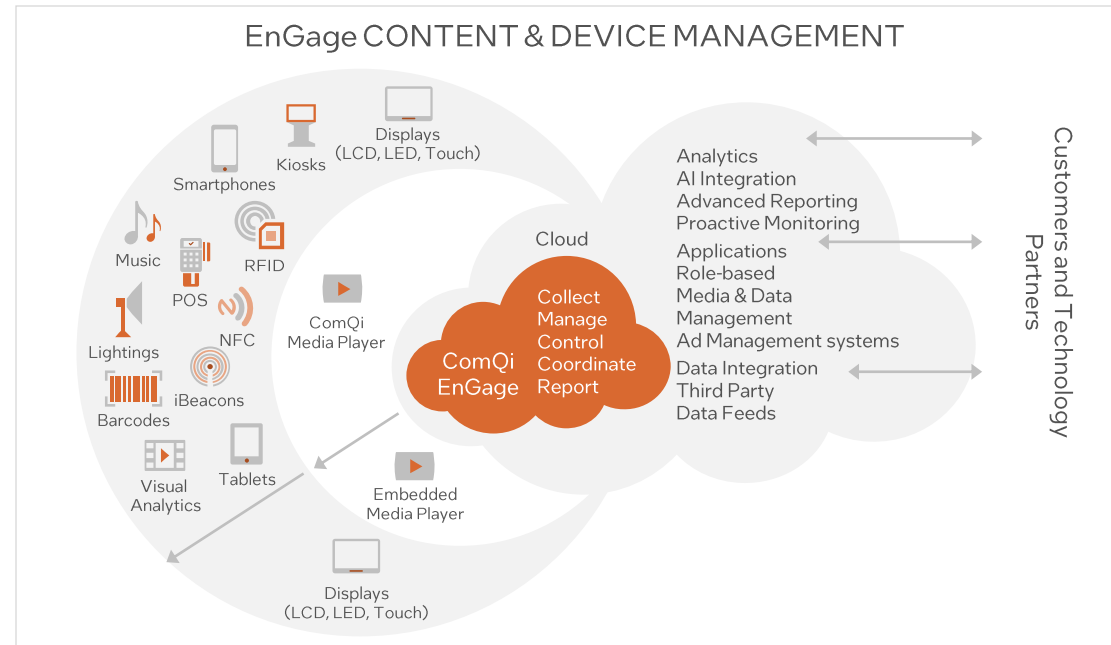 EnGage CONTENT & DEVICE MANAGEMENT
Displays
(LCD, LED, Touch)
Kiosks
Smartphones
Music
RFID
POS
NFC
Lightings
iBeacons
Barcodes
Visual
Analytics
Tablets
ComQi
Media Player
Embedded
Media Player
Displays
(LCD, LED, Touch)
Cloud
ComQi
EnGage
Collect
Manage
Control
Coordinate
Report
Analytics
AI Integration
Advanced Reporting
Proactive Monitoring
Applications
Role-based
Media & Data
Management
Ad Management systems
Data Integration
Third Party
Data Feeds
Customers and Technology
Partners